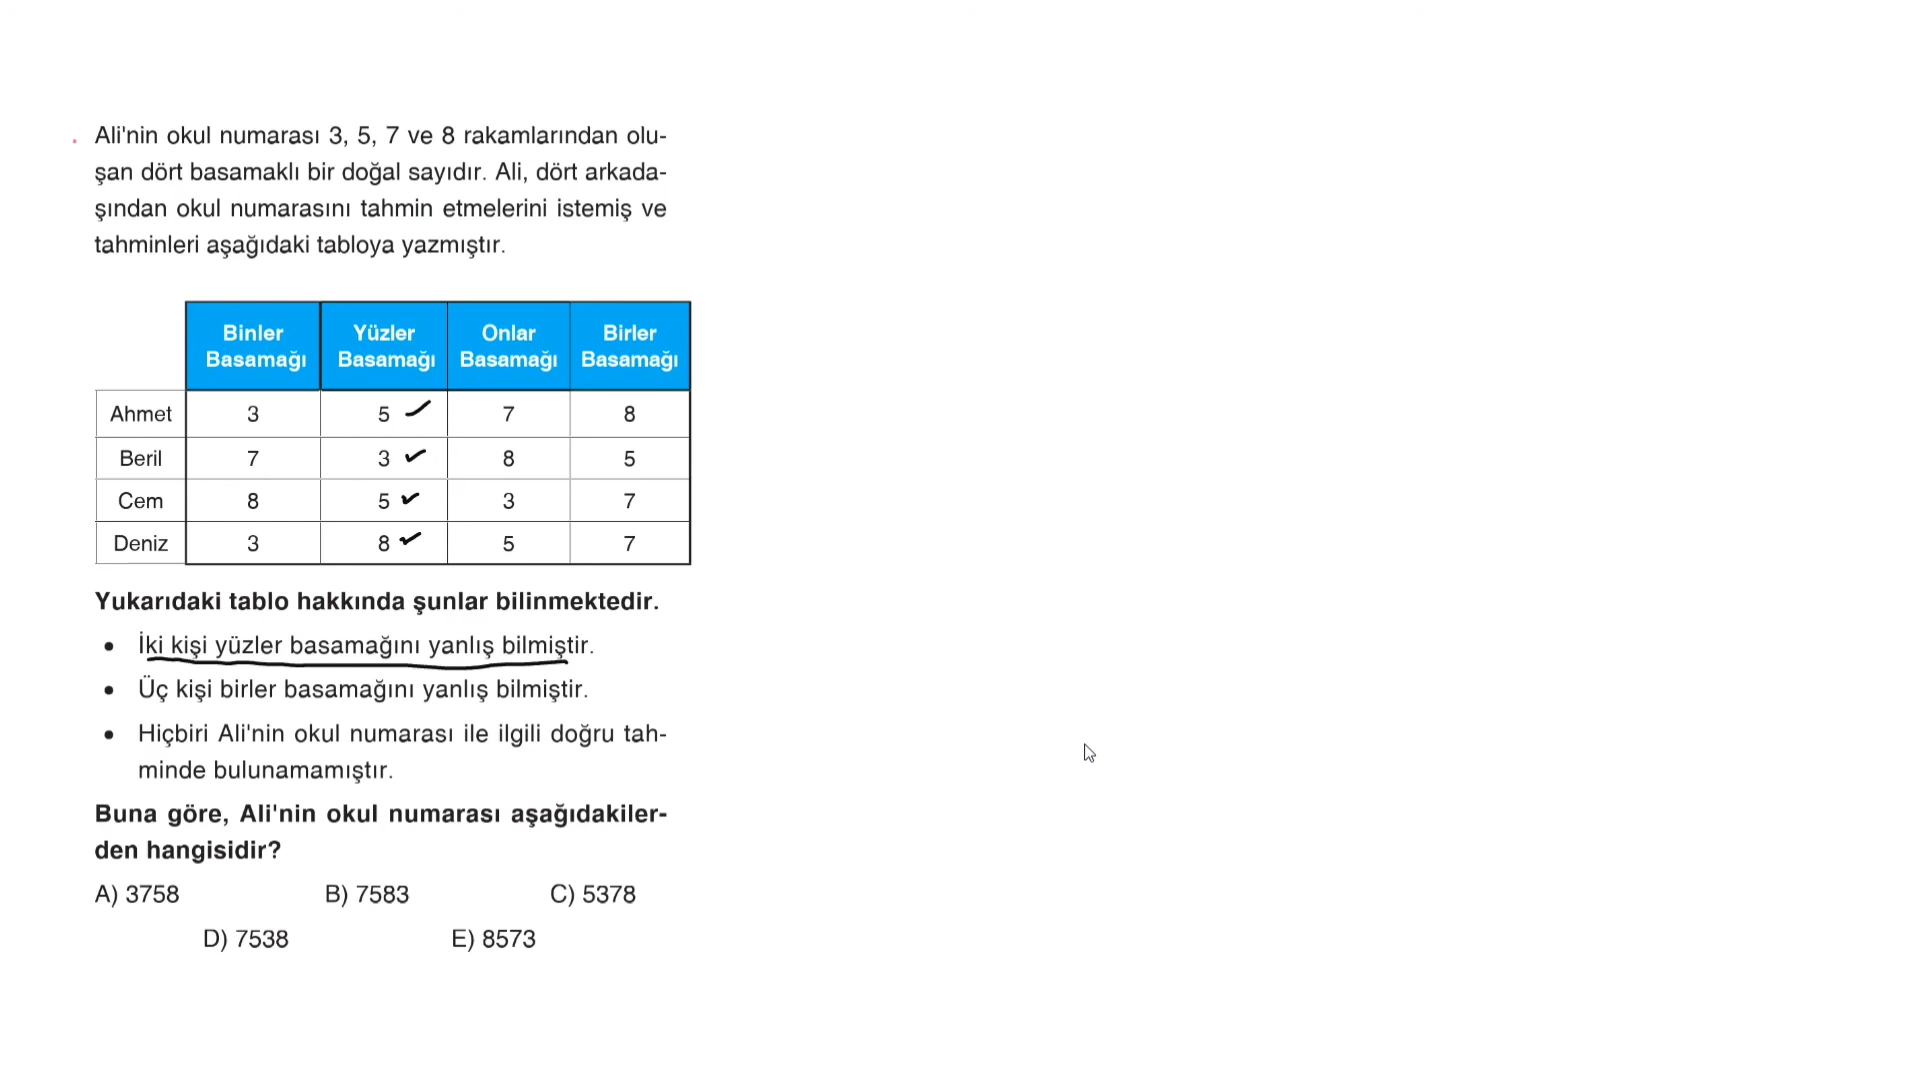 Ali'nin okul numarası 3, 5, 7 ve 8 rakamlarından olu-
şan dört basamaklı bir doğal sayıdır. Ali, dört arkada-
şından okul numarasını tahmin etmelerini istemiş ve
tahminleri aşağıdaki tabloya yazmıştır.
Binler Basamağı Yüzler Basamağı Onlar Basamağı Birler Basamağı
Ahmet 3 5 7 8
Beril 7 3 8 5
Cem 8 5 3 7
Deniz 3 8 5 7
Yukarıdaki tablo hakkında şunlar bilinmektedir.
• İki kişi yüzler basamağını yanlış bilmiştir.
• Üç kişi birler basamağını yanlış bilmiştir.
• Hiçbiri Ali'nin okul numarası ile ilgili doğru tah-
minde bulunamamıştır.
Buna göre, Ali'nin okul numarası aşağıdakiler-
den hangisidir?
A) 3758 B) 7583 C) 5378
D) 7538 E) 8573